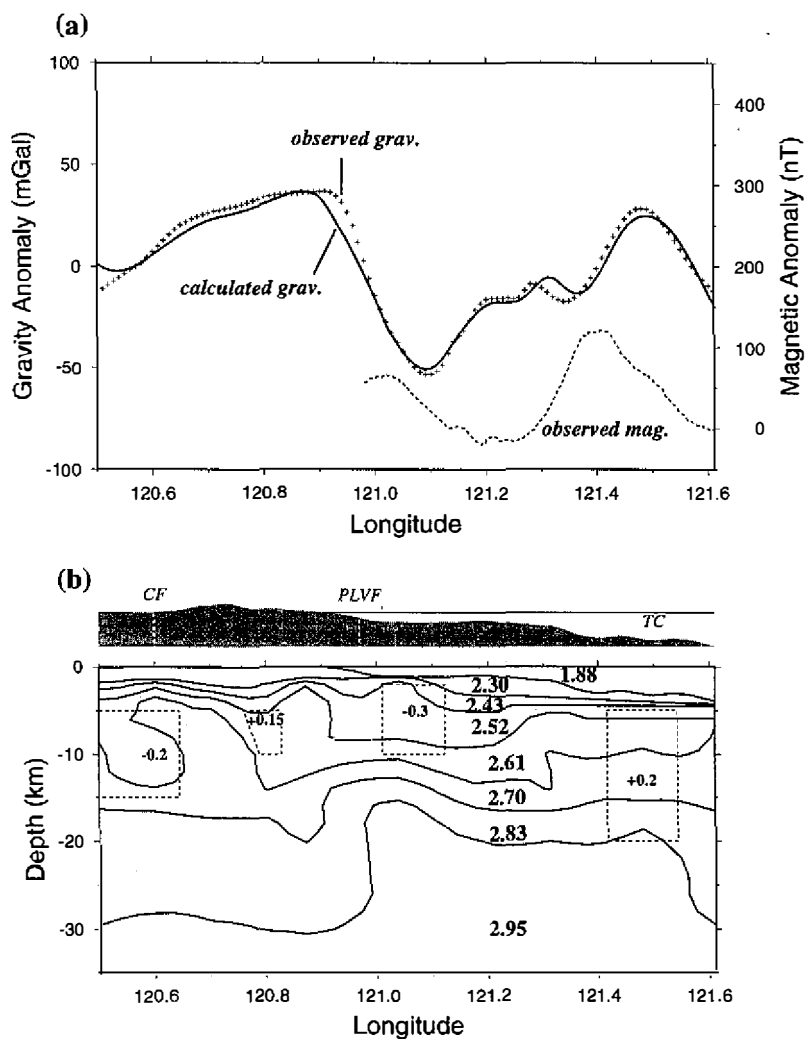 (a)
100
50
0
-50
-100
Gravity Anomaly (mGal)
400
300
200
100
0
Magnetic Anomaly (nT)
observed grav.
calculated grav.
observed mag.
120.6 120.8 121.0 121.2 121.4 121.6
Longitude
(b)
CF PLVF TC
0
-10
-20
-30
Depth (km)
1.88
2.30
2.43
2.52
2.61
2.70
2.83
2.95
-0.2
+0.15
-0.3
+0.2
120.6 120.8 121.0 121.2 121.4 121.6
Longitude